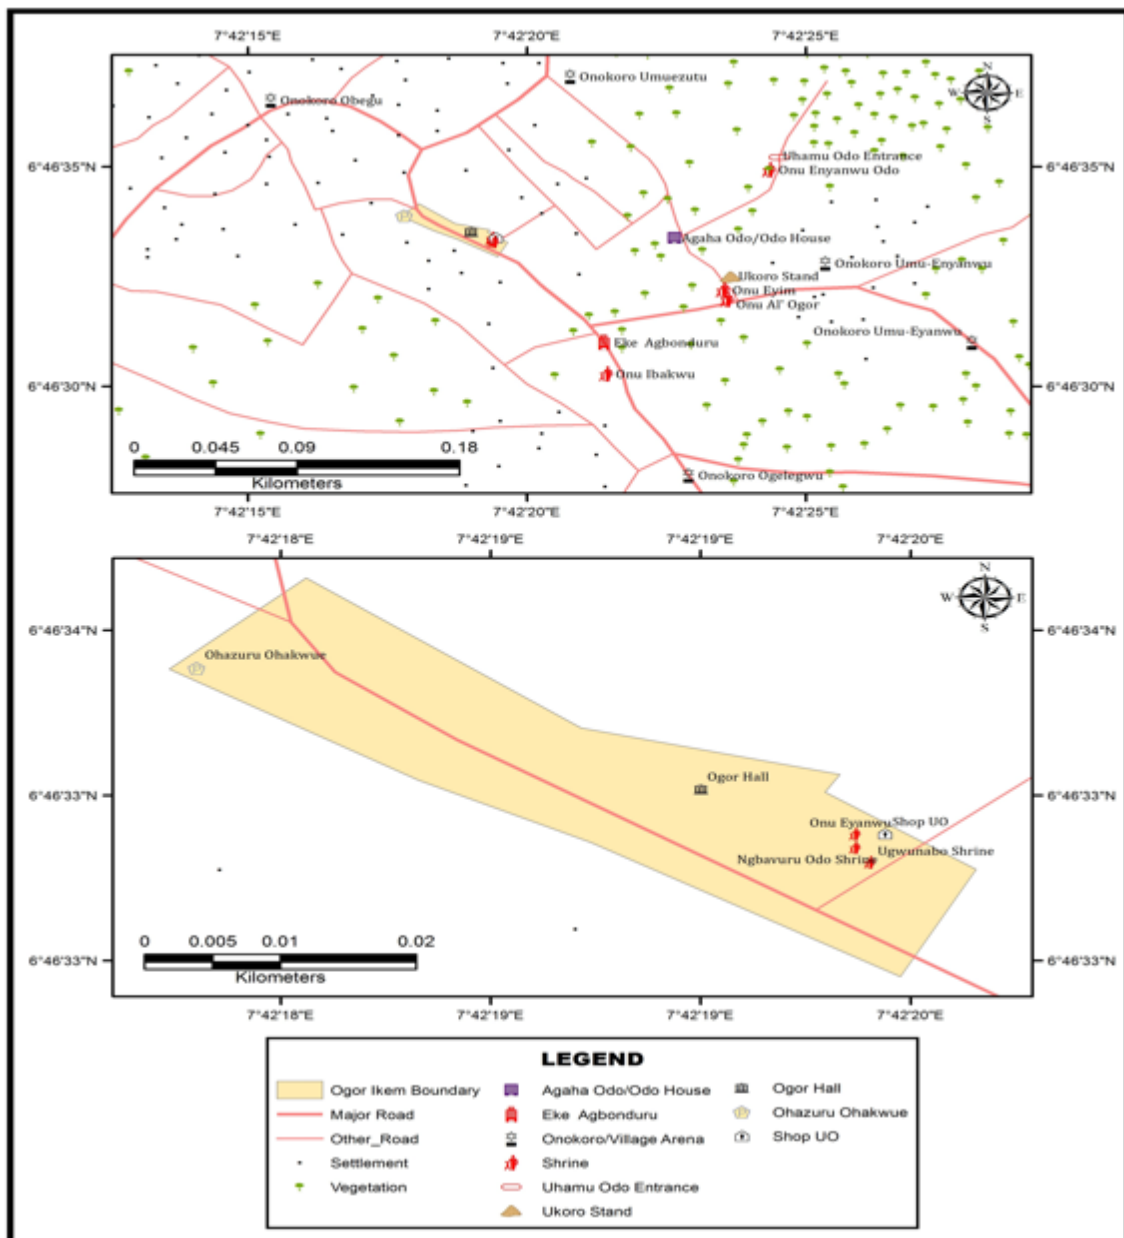 7°42'15"E 7°42'20"E 7°42'25"E
N
W E
S
Onokoro Umuezutu
Onokoro Obegu
6°46'35"N 6°46'35"N
Uhamu Odo Entrance
Onu Enyanwu Odo
Agaha Odo/Odo House
Onokoro Umu-Enyanwu
Ukoro Stand
Onu Eyim
Onu Al' Ogor
Onokoro Umu-Eyanwu
Eke Agbonduru
Onu Ibakwu
6°46'30"N 6°46'30"N
0 0.045 0.09 0.18
Kilometers
Onokoro Ogelegwu
7°42'15"E 7°42'20"E 7°42'25"E
7°42'18"E 7°42'19"E 7°42'19"E 7°42'20"E
N
W E
S
6°46'34"N 6°46'34"N
Ohazuru Ohakwue
Ogor Hall
6°46'33"N 6°46'33"N
Onu Eyanwu Shop UO
Ngbavuru Odo Shrine Ugwunabo Shrine
0 0.005 0.01 0.02
Kilometers
6°46'33"N 6°46'33"N
7°42'18"E 7°42'19"E 7°42'19"E 7°42'20"E
LEGEND
Ogor Ikem Boundary Agaha Odo/Odo House Ogor Hall
Major Road Eke Agbonduru Ohazuru Ohakwue
Other_Road Onokoro/Village Arena Shop UO
Settlement Shrine
Vegetation Uhamu Odo Entrance
Ukoro Stand